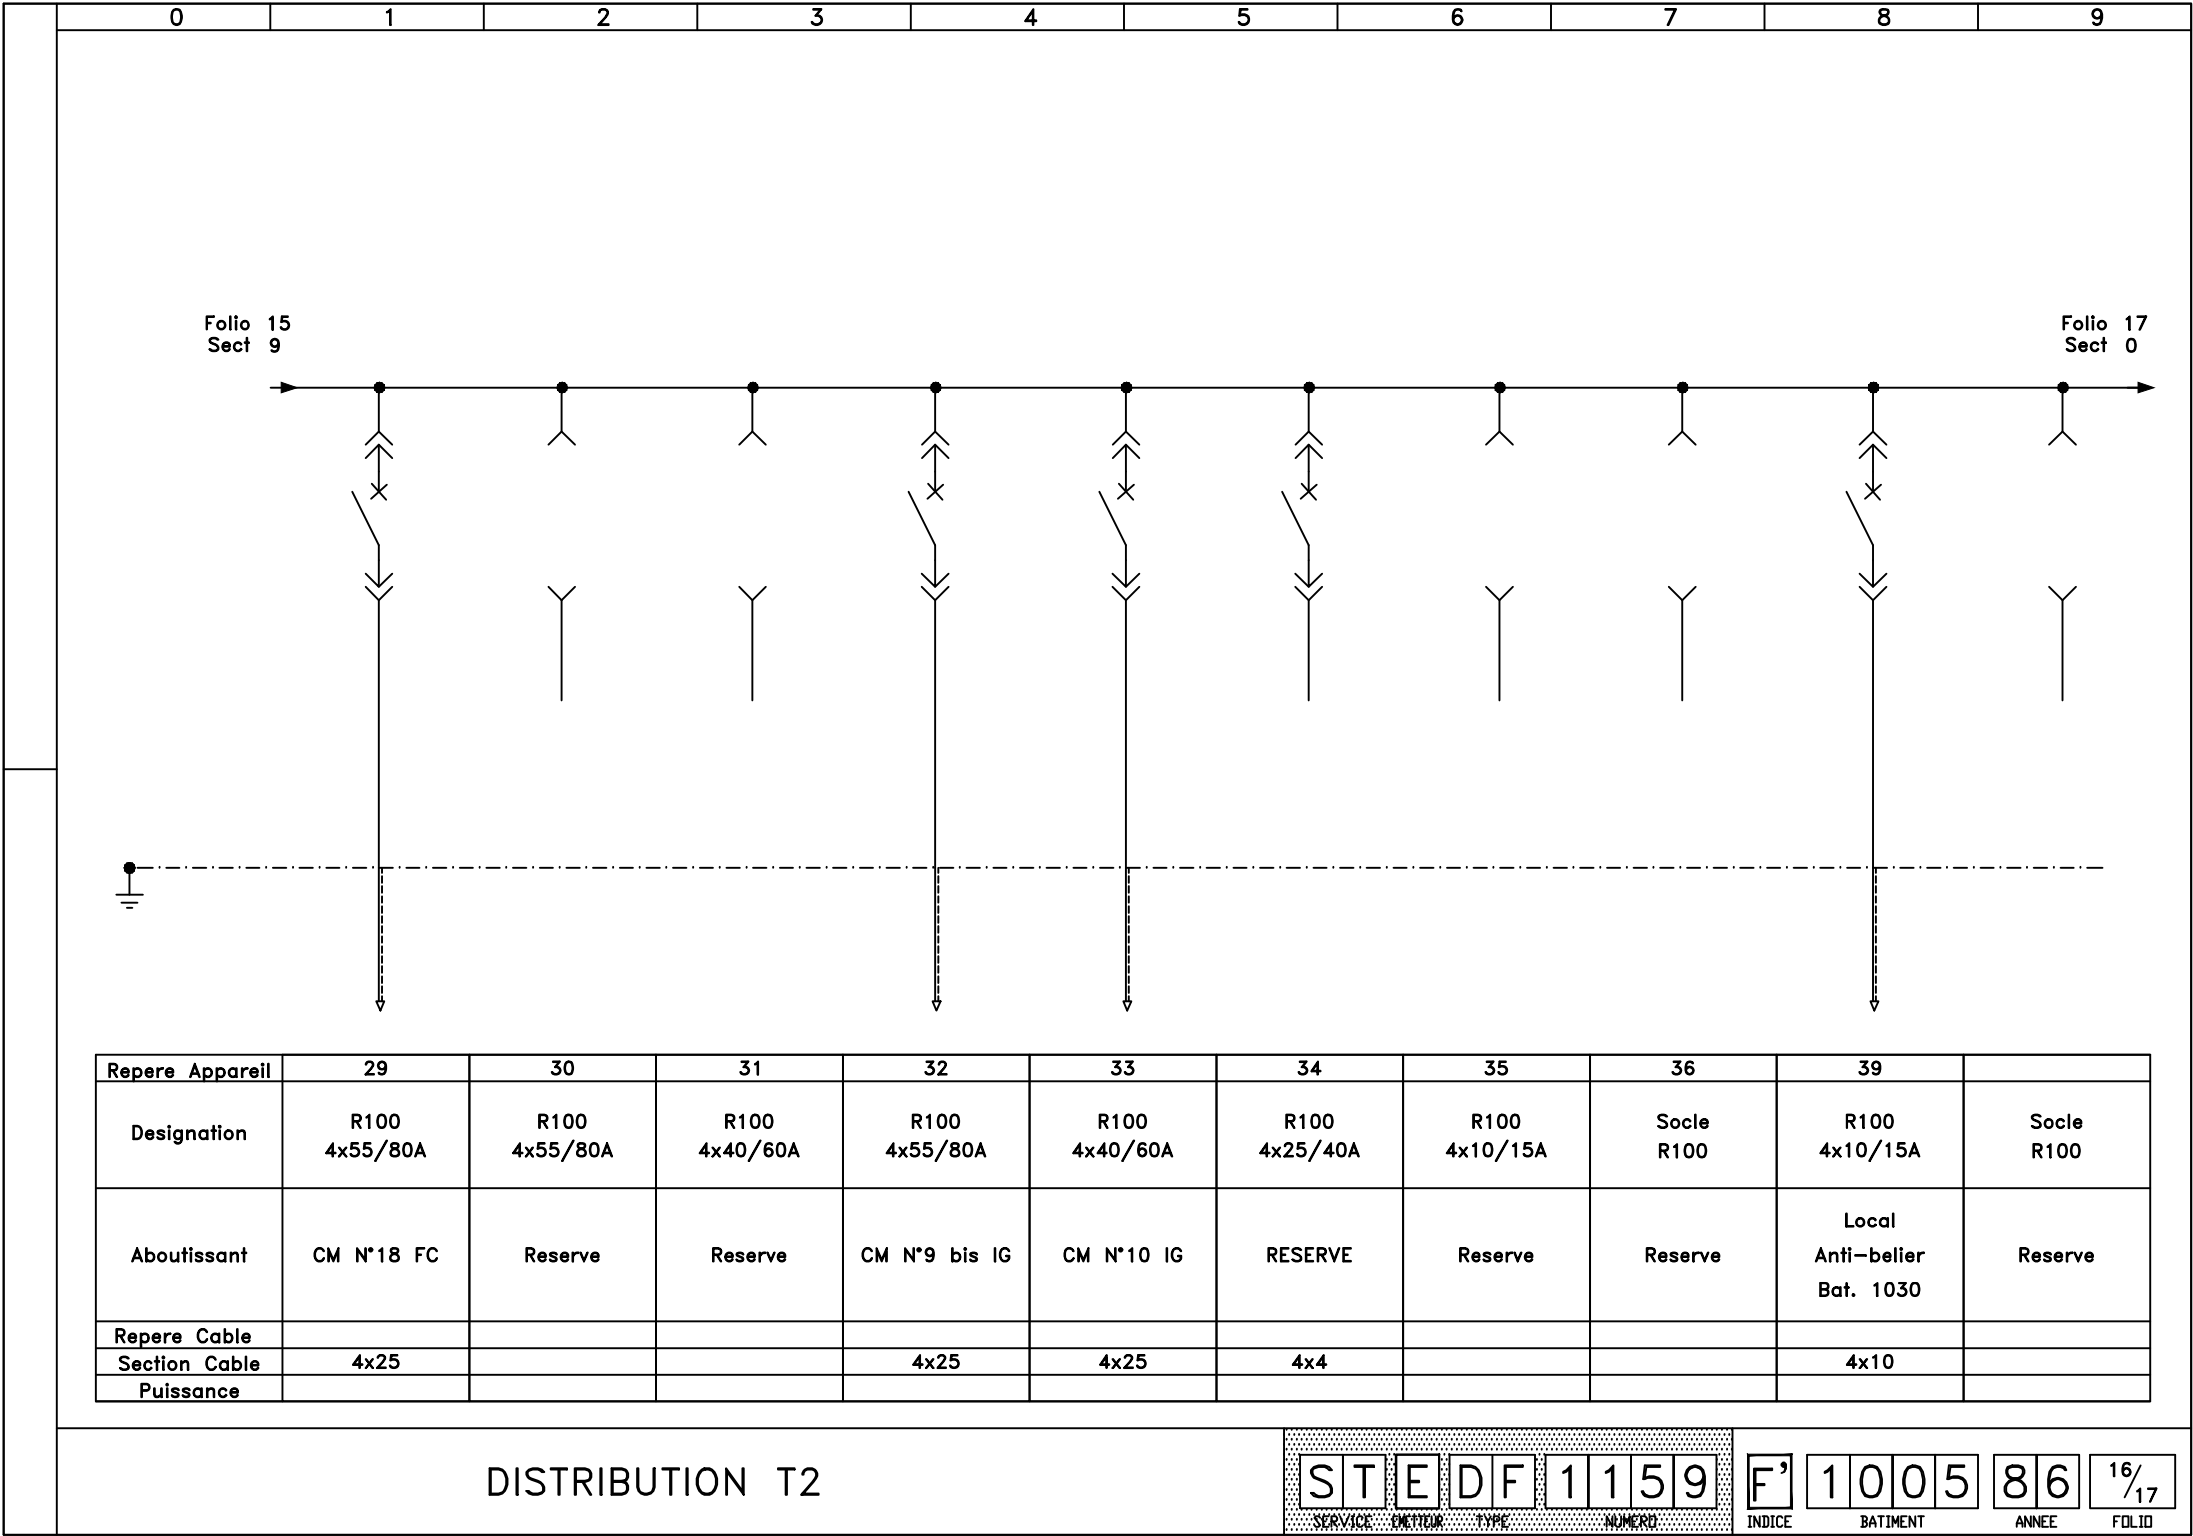 0 1 2 3 4 5 6 7 8 9
Folio 15
Sect 9
Folio 17
Sect 0
Repere Appareil 29 30 31 32 33 34 35 36 39
Designation
R100 R100 R100 R100 R100 R100 R100 Socle R100 Socle
4x55/80A 4x55/80A 4x40/60A 4x55/80A 4x40/60A 4x25/40A 4x10/15A R100 4x10/15A R100
Aboutissant CM N°18 FC Reserve Reserve CM N°9 bis IG CM N°10 IG RESERVE Reserve Reserve
Local
Anti-belier
Bat. 1030
Reserve
Repere Cable
Section Cable 4x25 4x25 4x25 4x4 4x10
Puissance
DISTRIBUTION T2
S T E D F 1 1 5 9 F' 1 0 0 5 8 6 16/17
SERVICE EMETTEUR TYPE NUMERO INDICE BATIMENT ANNEE FOLIO